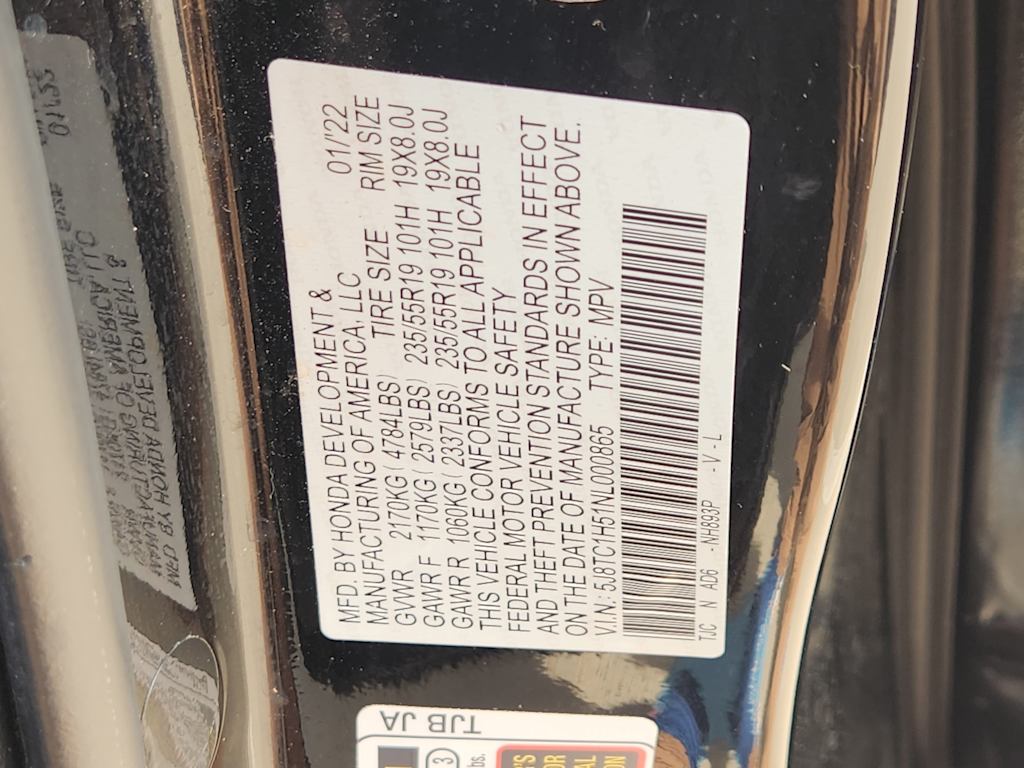 MFD. BY HONDA DEVELOPMENT &
MANUFACTURING OF AMERICA, LLC 01/22
GVWR 2170KG ( 4784LBS) TIRE SIZE RIM SIZE
GAWR F 1170KG ( 2579LBS) 235/55R19 101H 19X8.0J
GAWR R 1060KG ( 2337LBS) 235/55R19 101H 19X8.0J
THIS VEHICLE CONFORMS TO ALL APPLICABLE
FEDERAL MOTOR VEHICLE SAFETY
AND THEFT PREVENTION STANDARDS IN EFFECT
ON THE DATE OF MANUFACTURE SHOWN ABOVE.
V.I.N.: 5J8TC1H51NL000865 TYPE: MPV
TJC N AD6 -NH893P -V - L
TJB JA
3